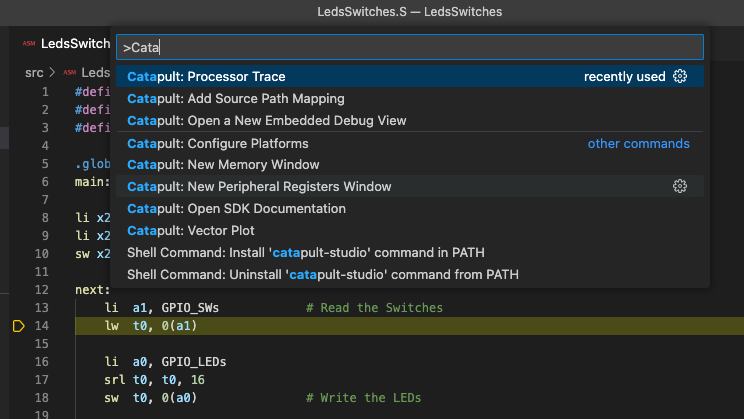 LedsSwitches.S — LedsSwitches
ASM LedsSwitch
>Cata
src > ASM Leds
Catapult: Processor Trace recently used
Catapult: Add Source Path Mapping
Catapult: Open a New Embedded Debug View
Catapult: Configure Platforms other commands
Catapult: New Memory Window
Catapult: New Peripheral Registers Window
Catapult: Open SDK Documentation
Catapult: Vector Plot
Shell Command: Install 'catapult-studio' command in PATH
Shell Command: Uninstall 'catapult-studio' command from PATH
1 #defi
2 #defi
3 #defi
4
5 .glob
6 main:
7
8 li x2
9 li x2
10 sw x2
11
12 next:
13 li a1, GPIO_SWs # Read the Switches
14 lw t0, 0(a1)
15
16 li a0, GPIO_LEDs
17 srl t0, t0, 16
18 sw t0, 0(a0) # Write the LEDs
19